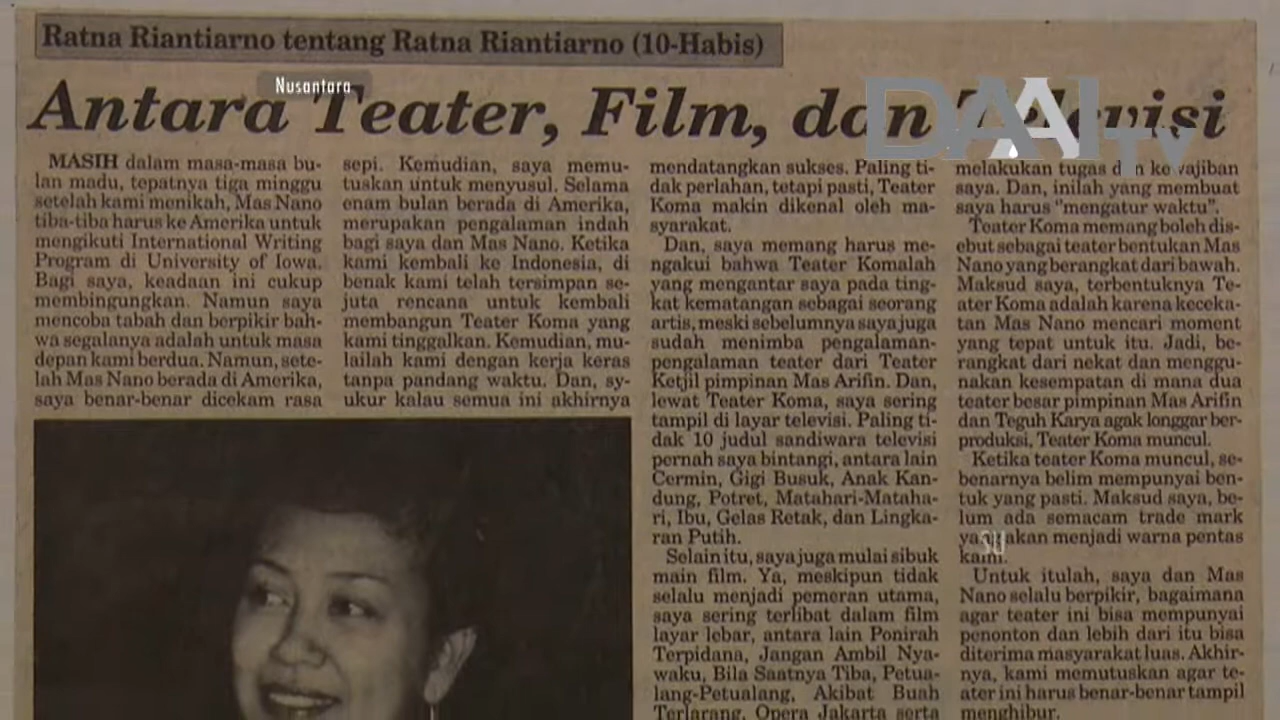 Ratna Riantiarno tentang Ratna Riantiarno (10-Habis)
Nusantara
DAAI TV
Antara Teater, Film, dan Televisi
MASIH dalam masa-masa bu-
lan madu, tepatnya tiga minggu
setelah kami menikah, Mas Nano
tiba-tiba harus ke Amerika untuk
mengikuti International Writing
Program di University of Iowa.
Bagi saya, keadaan ini cukup
membingungkan. Namun saya
mencoba tabah dan berpikir bah-
wa segalanya adalah untuk masa
depan kami berdua. Namun, sete-
lah Mas Nano berada di Amerika,
saya benar-benar dicekam rasa
sepi. Kemudian, saya memu-
tuskan untuk menyusul. Selama
enam bulan berada di Amerika,
merupakan pengalaman indah
bagi saya dan Mas Nano. Ketika
kami kembali ke Indonesia, di
benak kami telah tersimpan se-
juta rencana untuk kembali
membangun Teater Koma yang
kami tinggalkan. Kemudian, mu-
lailah kami dengan kerja keras
tanpa pandang waktu. Dan, sy-
ukur kalau semua ini akhirnya
mendatangkan sukses. Paling ti-
dak perlahan, tetapi pasti, Teater
Koma makin dikenal oleh ma-
syarakat.
Dan, saya memang harus me-
ngakui bahwa Teater Komalah
yang mengantar saya pada ting-
kat kematangan sebagai seorang
artis, meski sebelumnya saya juga
sudah menimba pengalaman-
pengalaman teater dari Teater
Ketjil pimpinan Mas Arifin. Dan,
lewat Teater Koma, saya sering
tampil di layar televisi. Paling ti-
dak 10 judul sandiwara televisi
pernah saya bintangi, antara lain
Cermin, Gigi Busuk, Anak Kan-
dung, Potret, Matahari-Mataha-
ri, Ibu, Gelas Retak, dan Lingka-
ran Putih.
Selain itu, saya juga mulai sibuk
main film. Ya, meskipun tidak
selalu menjadi pemeran utama,
saya sering terlibat dalam film
layar lebar, antara lain Ponirah
Terpidana, Jangan Ambil Nya-
waku, Bila Saatnya Tiba, Petua-
lang-Petualang, Akibat Buah
Terlarang, Opera Jakarta serta
melakukan tugas dan kewajiban
saya. Dan, inilah yang membuat
saya harus "mengatur waktu".
Teater Koma memang boleh dis-
ebut sebagai teater bentukan Mas
Nano yang berangkat dari bawah.
Maksud saya, terbentuknya Te-
ater Koma adalah karena keceka-
tan Mas Nano mencari moment
yang tepat untuk itu. Jadi, be-
rangkat dari nekat dan menggu-
nakan kesempatan di mana dua
teater besar pimpinan Mas Arifin
dan Teguh Karya agak longgar ber-
produksi, Teater Koma muncul.
Ketika teater Koma muncul, se-
benarnya belim mempunyai ben-
tuk yang pasti. Maksud saya, be-
lum ada semacam trade mark
yang akan menjadi warna pentas
kami.
Untuk itulah, saya dan Mas
Nano selalu berpikir, bagaimana
agar teater ini bisa mempunyai
penonton dan lebih dari itu bisa
diterima masyarakat luas. Akhir-
nya, kami memutuskan agar te-
ater ini harus benar-benar tampil
menghibur.